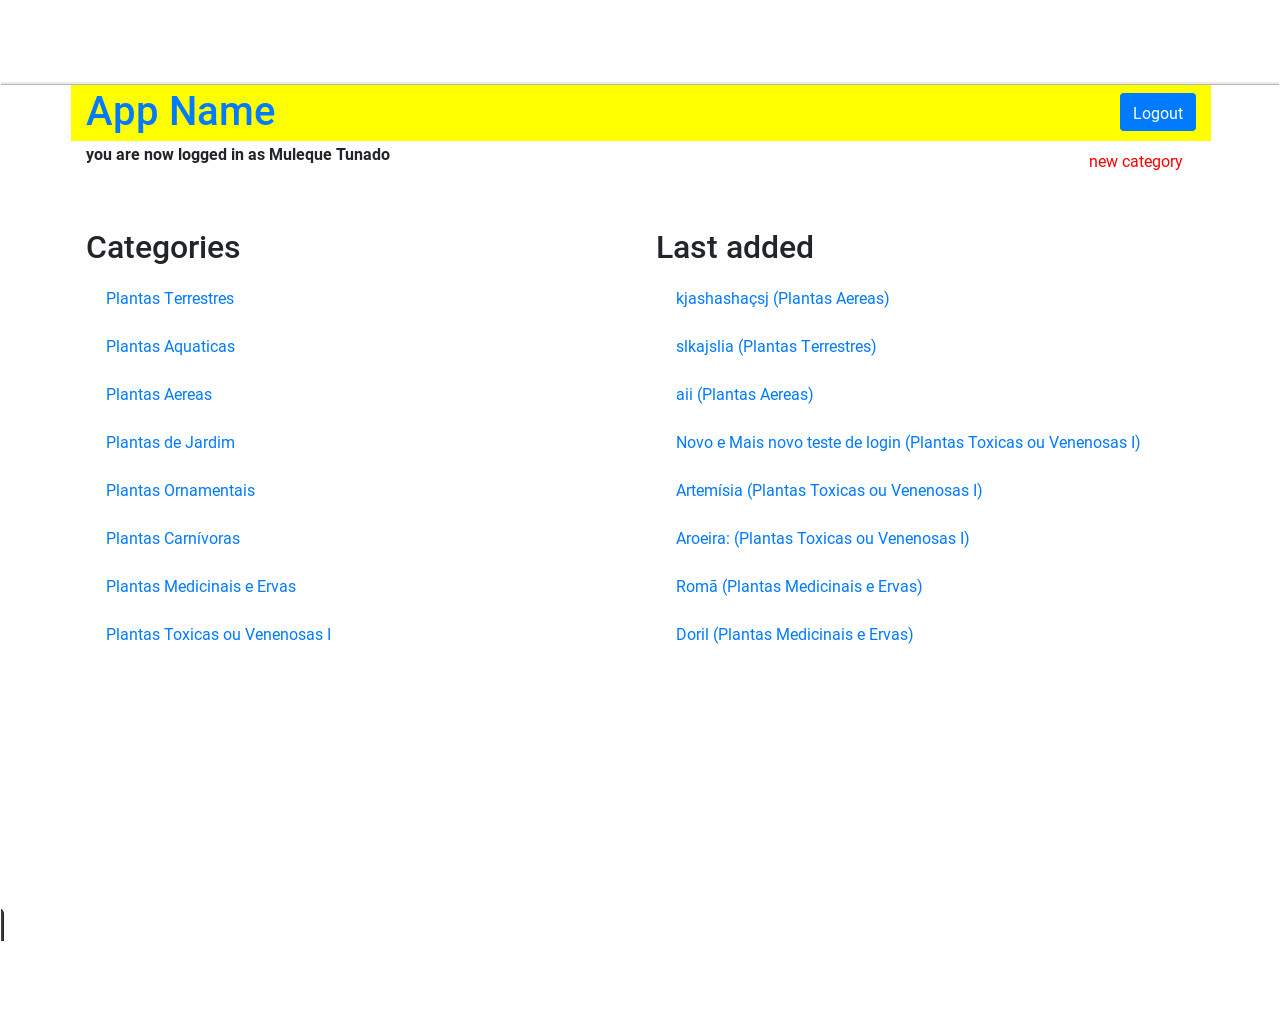 App Name
Logout
you are now logged in as Muleque Tunado
new category
Categories
Plantas Terrestres
Plantas Aquaticas
Plantas Aereas
Plantas de Jardim
Plantas Ornamentais
Plantas Carnívoras
Plantas Medicinais e Ervas
Plantas Toxicas ou Venenosas I
Last added
kjashashaçsj (Plantas Aereas)
slkajslia (Plantas Terrestres)
aii (Plantas Aereas)
Novo e Mais novo teste de login (Plantas Toxicas ou Venenosas I)
Artemísia (Plantas Toxicas ou Venenosas I)
Aroeira: (Plantas Toxicas ou Venenosas I)
Romã (Plantas Medicinais e Ervas)
Doril (Plantas Medicinais e Ervas)